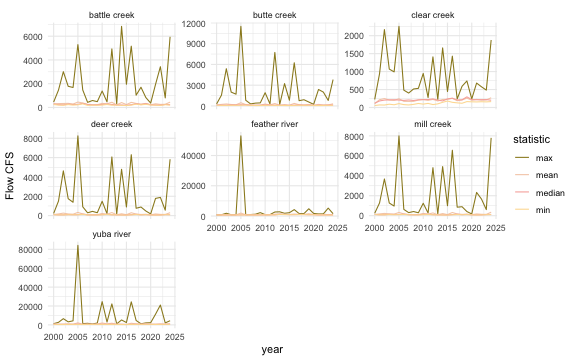 battle creek
butte creek
clear creek
6000
4000
2000
0
12000
9000
6000
3000
0
2000
1500
1000
500
0
deer creek
feather river
mill creek
8000
6000
4000
2000
0
40000
20000
0
8000
6000
4000
2000
0
2000 2005 2010 2015 2020 2025
2000 2005 2010 2015 2020 2025
yuba river
80000
60000
40000
20000
0
2000 2005 2010 2015 2020 2025
Flow CFS
year
statistic
max
mean
median
min